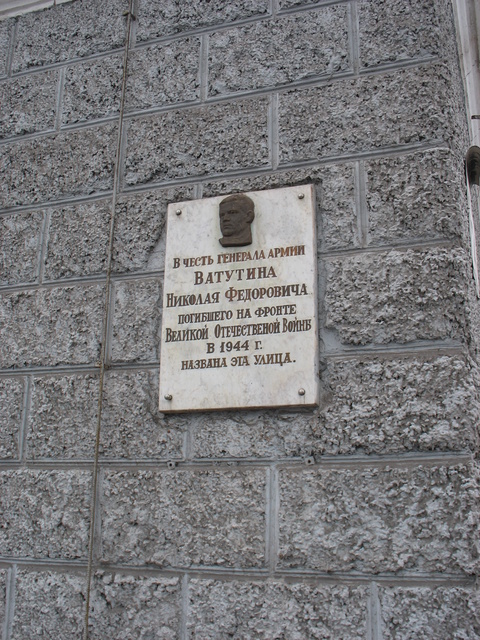 В ЧЕСТЬ ГЕНЕРАЛА АРМИИ
ВАТУТИНА
НИКОЛАЯ ФЕДОРОВИЧА
ПОГИБШЕГО НА ФРОНТЕ
ВЕЛИКОЙ ОТЕЧЕСТВЕНОЙ ВОЙНЫ
В 1944 Г.
НАЗВАНА ЭТА УЛИЦА.